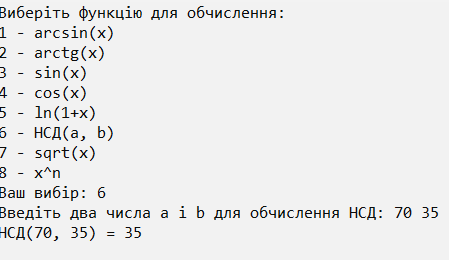 Виберіть функцію для обчислення:
1 - arcsin(x)
2 - arctg(x)
3 - sin(x)
4 - cos(x)
5 - ln(1+x)
6 - НСД(a, b)
7 - sqrt(x)
8 - x^n
Ваш вибір: 6
Введіть два числа a і b для обчислення НСД: 70 35
НСД(70, 35) = 35